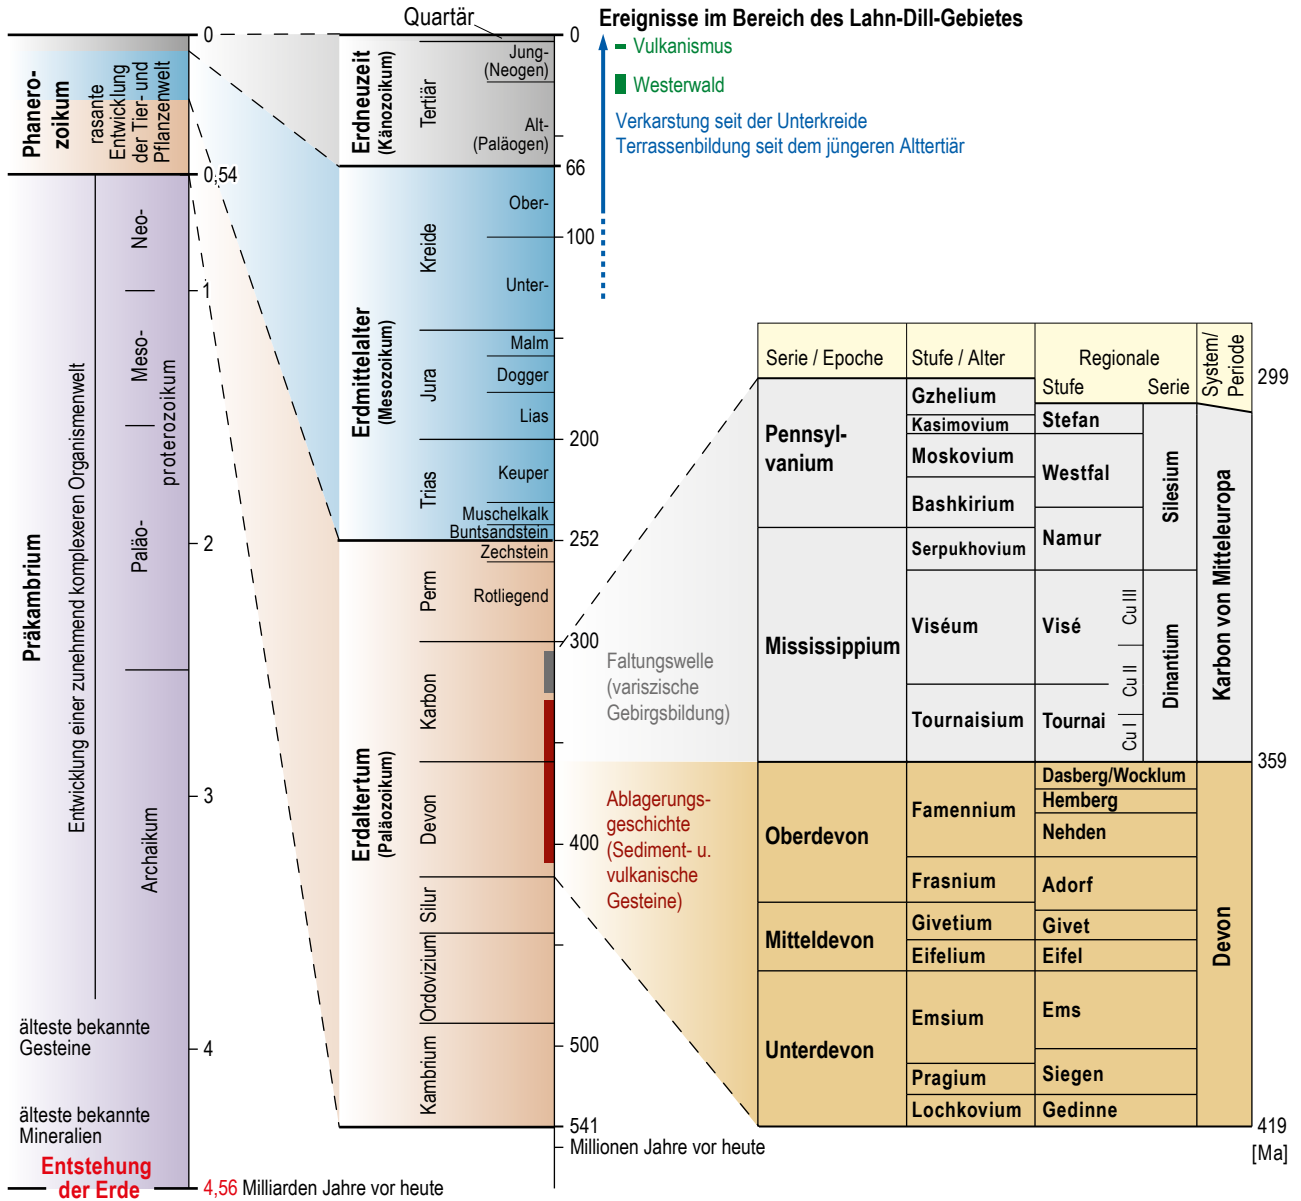 Quartär
Ereignisse im Bereich des Lahn-Dill-Gebietes
0
Phanero-
zoikum
rasante
Entwicklung
der Tier- und
Pflanzenwelt
0,54
Präkambrium
Entwicklung einer zunehmend komplexeren Organismenwelt
Neo-
Meso-
Paläo-
proterozoikum
Archaikum
1
2
3
4
älteste bekannte
Gesteine
älteste bekannte
Mineralien
Entstehung
der Erde
4,56 Milliarden Jahre vor heute
Erdneuzeit
(Känozoikum)
Tertiär
Jung-
(Neogen)
Alt-
(Paläogen)
0
66
Erdmittelalter
(Mesozoikum)
Kreide
Ober-
100
Unter-
Jura
Malm
Dogger
Lias
200
Trias
Keuper
Muschelkalk
Buntsandstein
252
Erdaltertum
(Paläozoikum)
Perm
Zechstein
Rotliegend
300
Karbon
Devon
400
Silur
Ordovizium
500
Kambrium
541
Millionen Jahre vor heute
Vulkanismus
Westerwald
Verkarstung seit der Unterkreide
Terrassenbildung seit dem jüngeren Alttertiär
Faltungswelle
(variszische
Gebirgsbildung)
Ablagerungs-
geschichte
(Sediment- u.
vulkanische
Gesteine)
Serie / Epoche
Stufe / Alter
Regionale
Stufe
Serie
System/
Periode
299
Pennsyl-
vanium
Gzhelium
Kasimovium
Moskovium
Bashkirium
Stefan
Westfal
Namur
Silesium
Karbon von Mitteleuropa
Mississippium
Serpukhovium
Viséum
Tournaisium
Visé
Tournai
Cu III
Cu II
Cu I
Dinantium
359
Oberdevon
Famennium
Frasnium
Dasberg/Wocklum
Hemberg
Nehden
Adorf
Devon
Mitteldevon
Givetium
Eifelium
Givet
Eifel
Unterdevon
Emsium
Pragium
Lochkovium
Ems
Siegen
Gedinne
419
[Ma]